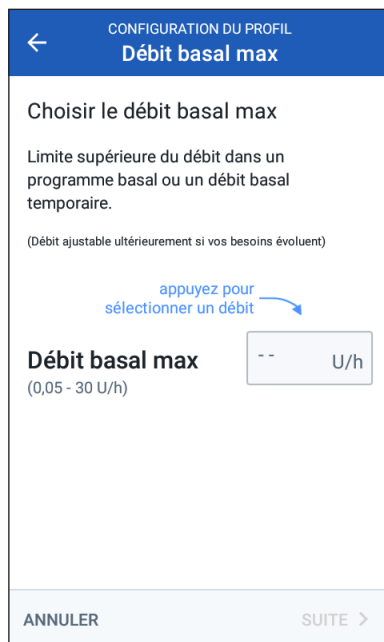 CONFIGURATION DU PROFIL
Débit basal max
Choisir le débit basal max
Limite supérieure du débit dans un
programme basal ou un débit basal
temporaire.
(Débit ajustable ultérieurement si vos besoins évoluent)
appuyez pour
sélectionner un débit
Débit basal max
-- U/h
(0,05 - 30 U/h)
ANNULER
SUITE